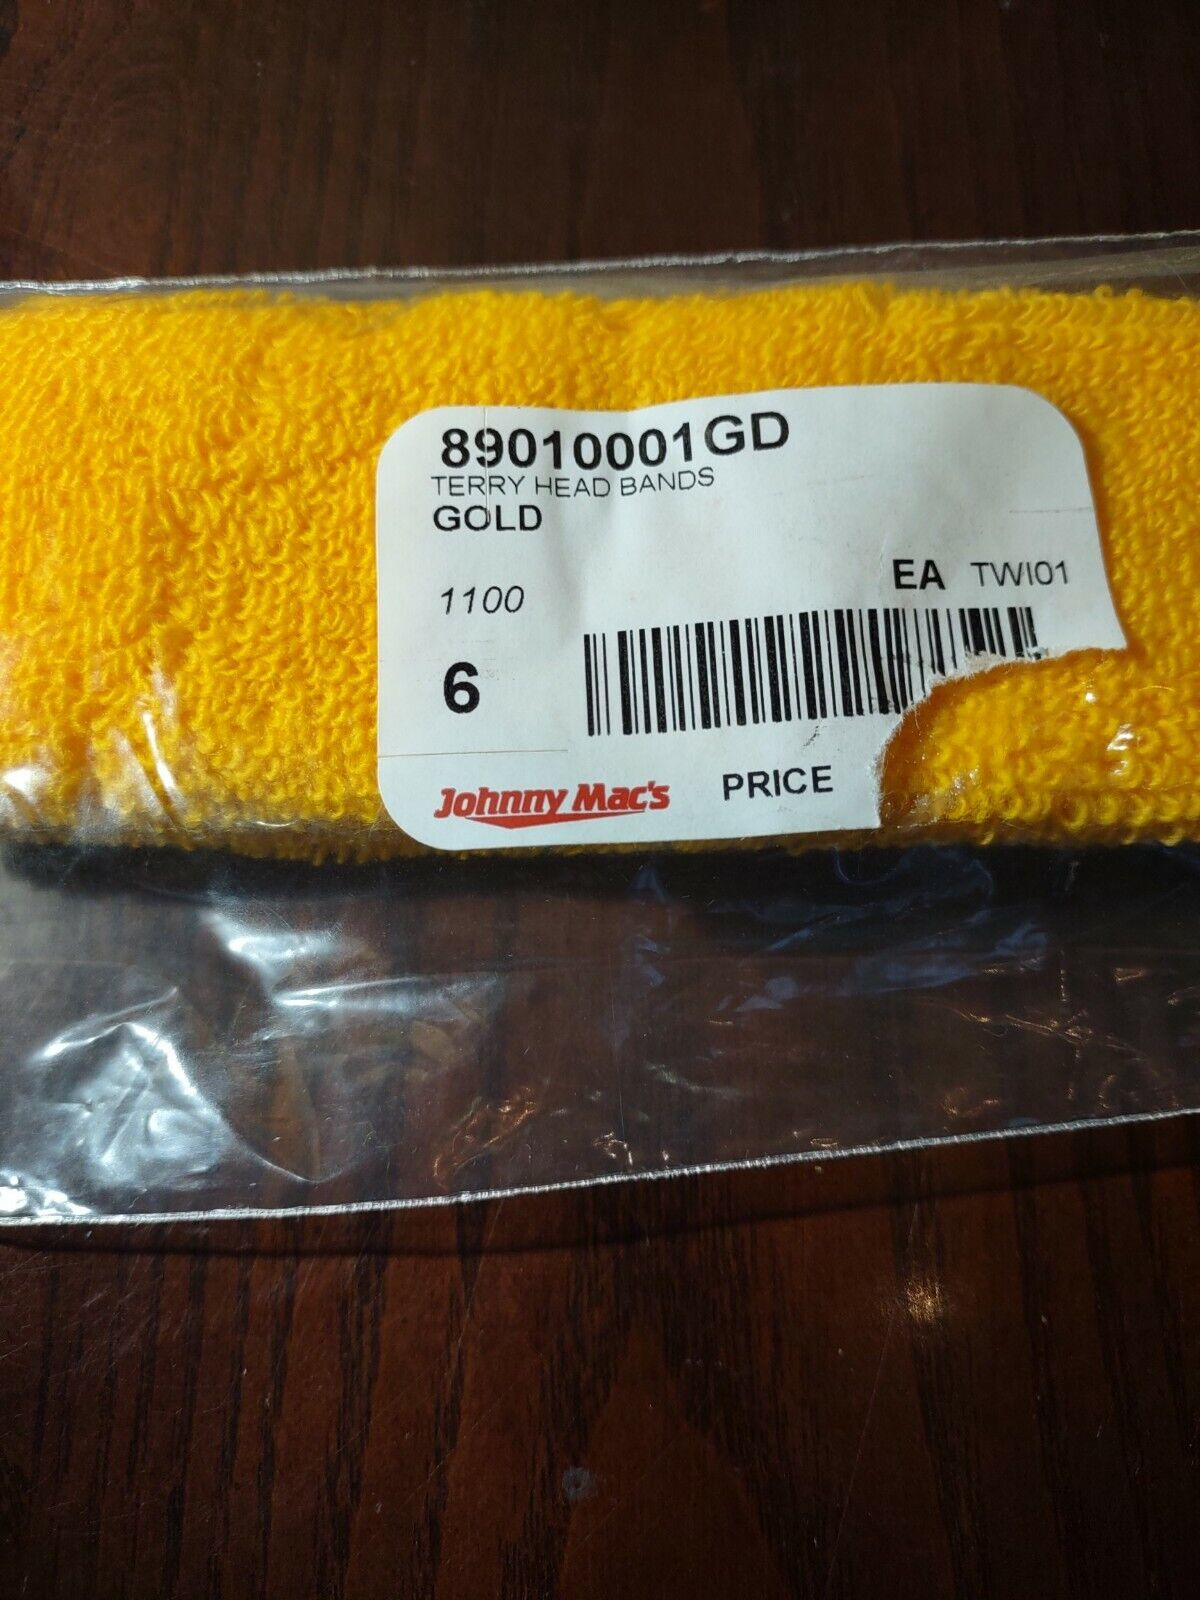 89010001GD
TERRY HEAD BANDS
GOLD
EA TWI01
1100
6
Johnny Mac's PRICE